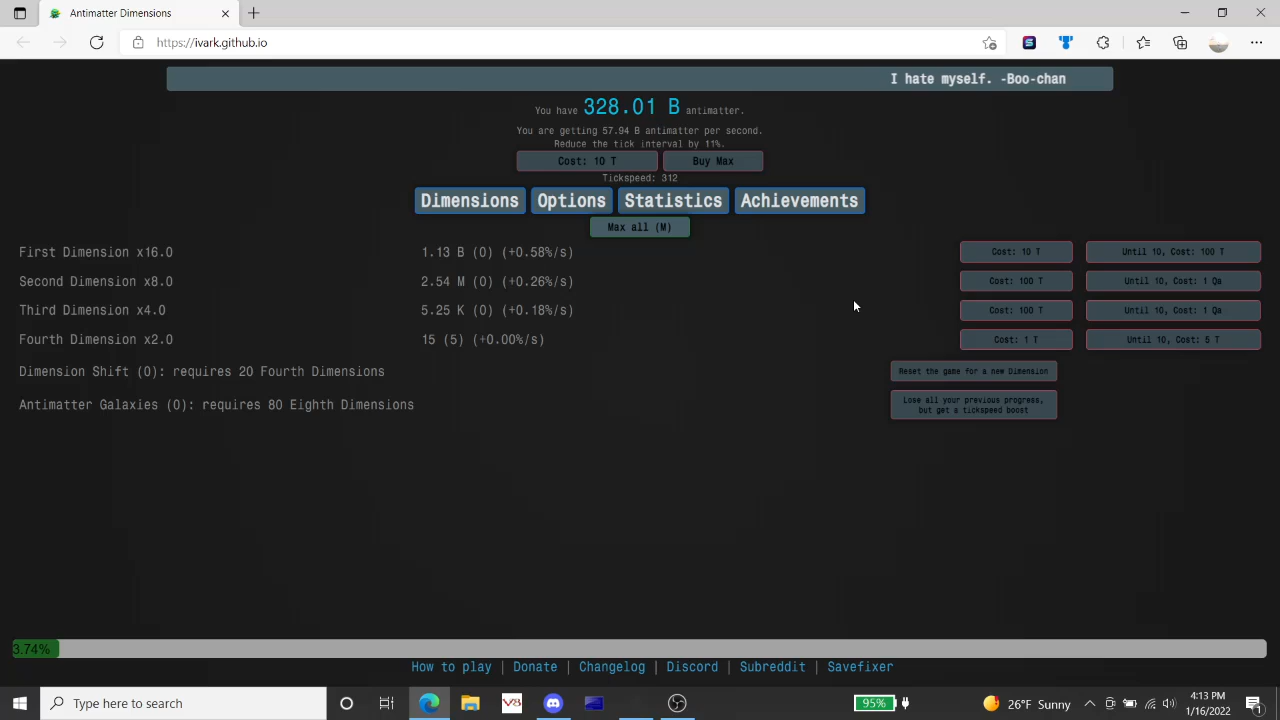 Antimatter Dimensions
https://ivark.github.io
I hate myself. -Boo-chan
You have 328.01 B antimatter.
You are getting 57.94 B antimatter per second.
Reduce the tick interval by 11%.
Cost: 10 T Buy Max
Tickspeed: 312
Dimensions Options Statistics Achievements
Max all (M)
First Dimension x16.0 1.13 B (0) (+0.58%/s) Cost: 10 T Until 10, Cost: 100 T
Second Dimension x8.0 2.54 M (0) (+0.26%/s) Cost: 100 T Until 10, Cost: 1 Qa
Third Dimension x4.0 5.25 K (0) (+0.18%/s) Cost: 100 T Until 10, Cost: 1 Qa
Fourth Dimension x2.0 15 (5) (+0.00%/s) Cost: 1 T Until 10, Cost: 5 T
Dimension Shift (0): requires 20 Fourth Dimensions Reset the game for a new Dimension
Antimatter Galaxies (0): requires 80 Eighth Dimensions Lose all your previous progress,
but get a tickspeed boost
3.74%
How to play | Donate | Changelog | Discord | Subreddit | Savefixer
Type here to search V8 95% 26°F Sunny 4:13 PM
1/16/2022 1